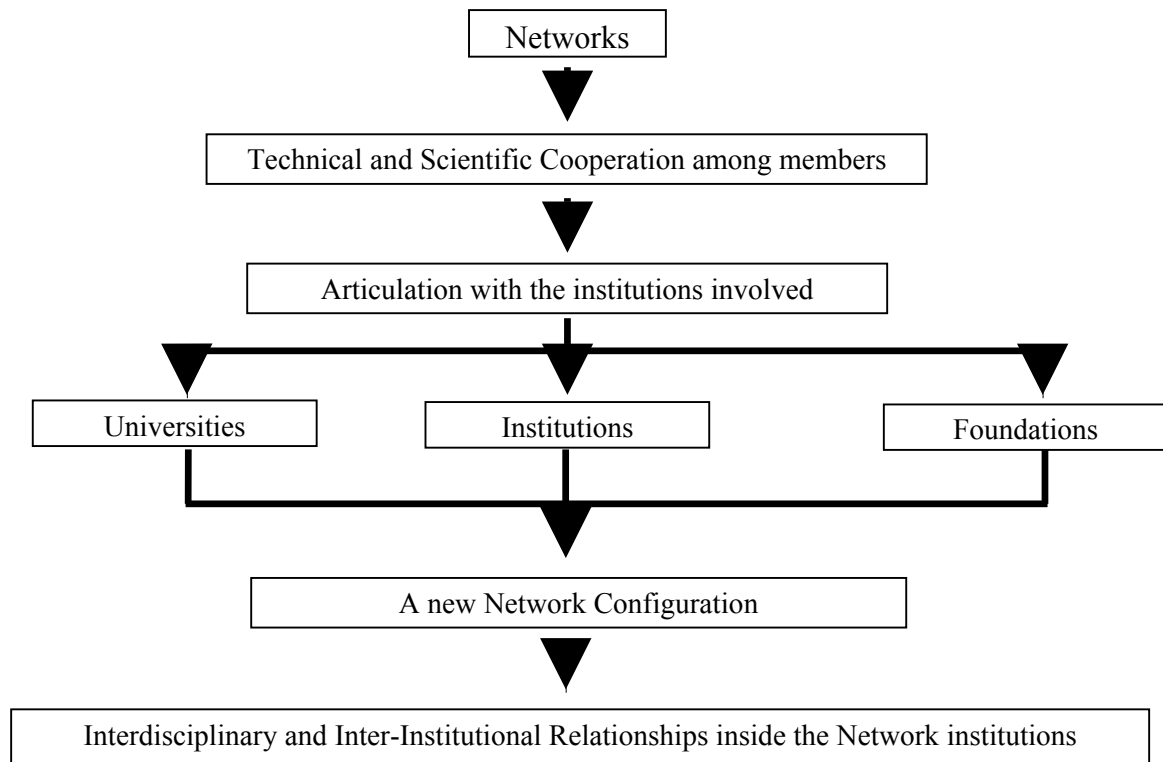 Networks
Technical and Scientific Cooperation among members
Articulation with the institutions involved
Universities
Institutions
Foundations
A new Network Configuration
Interdisciplinary and Inter-Institutional Relationships inside the Network institutions